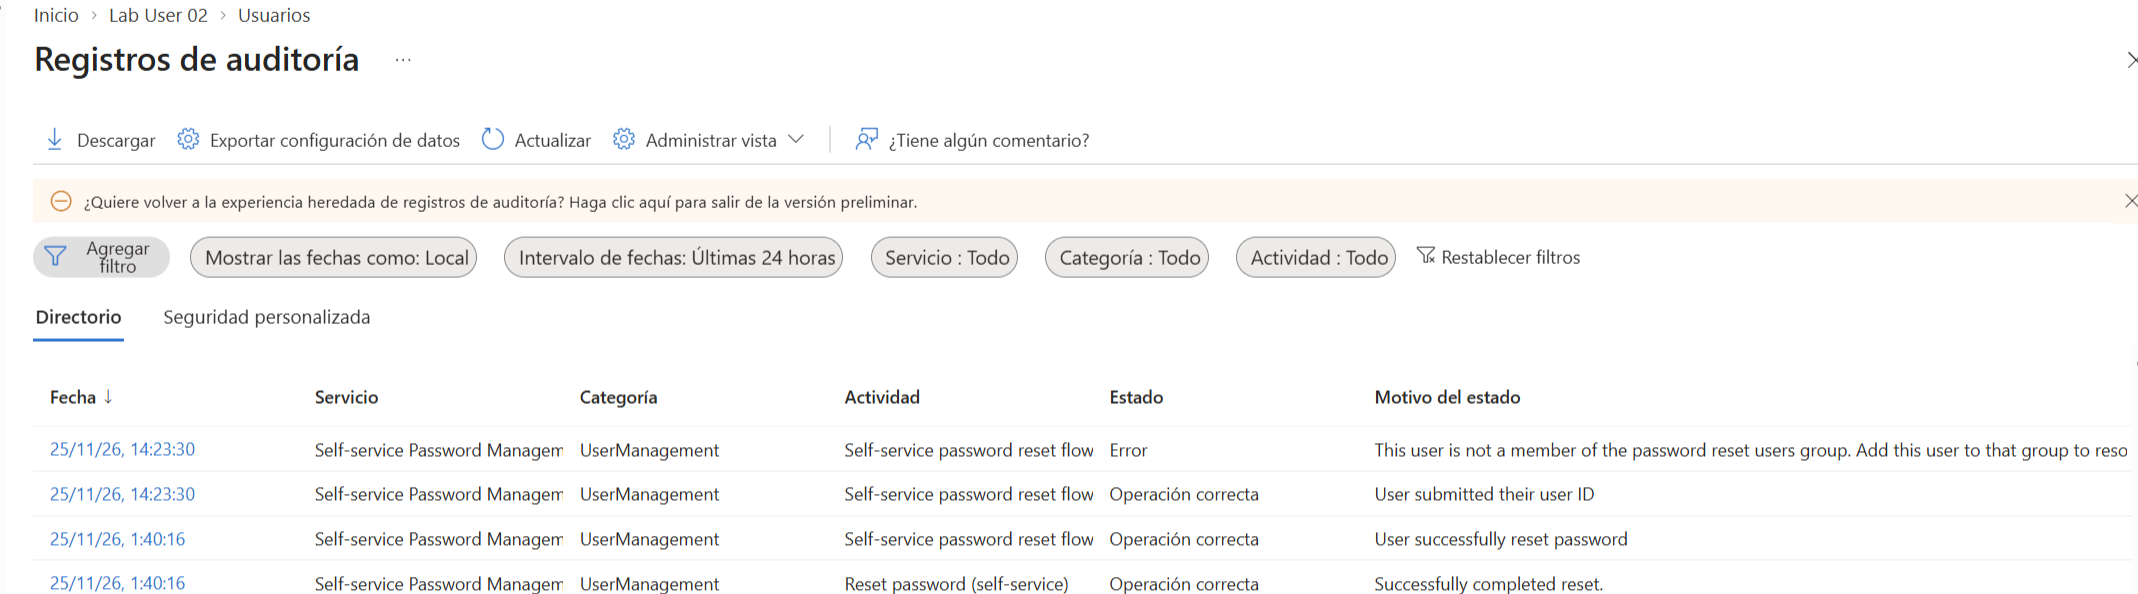 Inicio > Lab User 02 > Usuarios
Registros de auditoría ...
Descargar Exportar configuración de datos Actualizar Administrar vista ¿Tiene algún comentario?
¿Quiere volver a la experiencia heredada de registros de auditoría? Haga clic aquí para salir de la versión preliminar.
Agregar filtro Mostrar las fechas como: Local Intervalo de fechas: Últimas 24 horas Servicio : Todo Categoría : Todo Actividad : Todo Restablecer filtros
Directorio Seguridad personalizada
Fecha ↓ Servicio Categoría Actividad Estado Motivo del estado
25/11/26, 14:23:30 Self-service Password Managem UserManagement Self-service password reset flow Error This user is not a member of the password reset users group. Add this user to that group to reso
25/11/26, 14:23:30 Self-service Password Managem UserManagement Self-service password reset flow Operación correcta User submitted their user ID
25/11/26, 1:40:16 Self-service Password Managem UserManagement Self-service password reset flow Operación correcta User successfully reset password
25/11/26, 1:40:16 Self-service Password Managem UserManagement Reset password (self-service) Operación correcta Successfully completed reset.